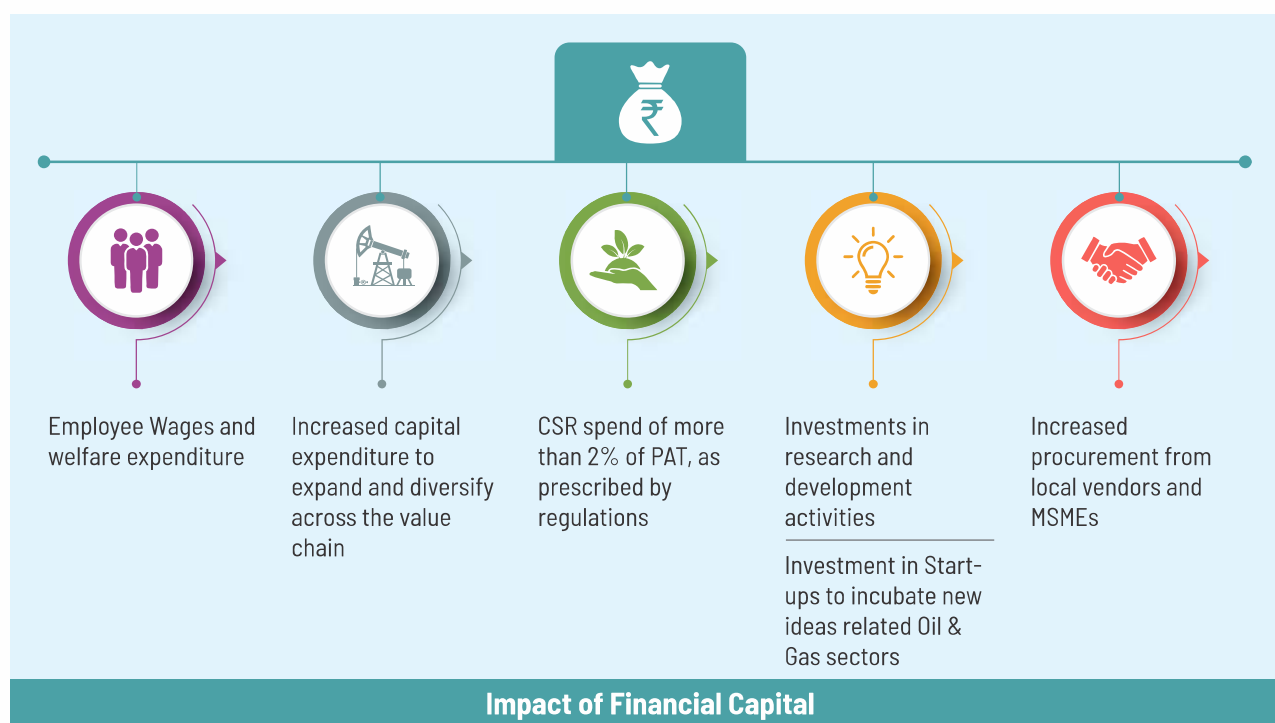 ₹
Employee Wages and
welfare expenditure
Increased capital
expenditure to
expand and diversify
across the value
chain
CSR spend of more
than 2% of PAT, as
prescribed by
regulations
Investments in
research and
development
activities
Investment in Start-
ups to incubate new
ideas related Oil &
Gas sectors
Increased
procurement from
local vendors and
MSMEs
Impact of Financial Capital